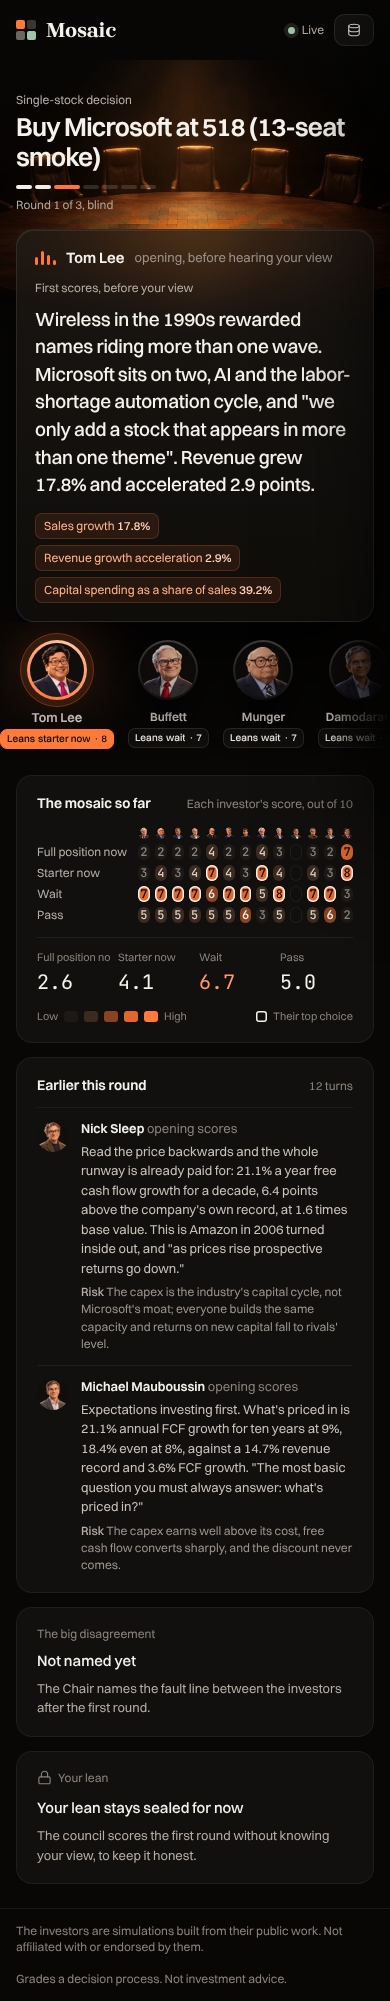 Mosaic
Live
Single-stock decision
Buy Microsoft at 518 (13-seat
smoke)
Round 1 of 3, blind
Tom Lee opening, before hearing your view
First scores, before your view
Wireless in the 1990s rewarded
names riding more than one wave.
Microsoft sits on two, AI and the labor-
shortage automation cycle, and "we
only add a stock that appears in more
than one theme". Revenue grew
17.8% and accelerated 2.9 points.
Sales growth 17.8%
Revenue growth acceleration 2.9%
Capital spending as a share of sales 39.2%
Tom Lee Buffett Munger Damodara
Leans starter now · 8 Leans wait · 7 Leans wait · 7 Leans wait
The mosaic so far Each investor's score, out of 10
Full position now 2 2 2 2 4 2 2 4 3 3 2 7
Starter now 3 4 3 4 7 4 3 7 4 4 3 8
Wait 7 7 7 7 6 7 7 5 8 7 7 3
Pass 5 5 5 5 5 5 6 3 5 5 6 2
Full position no Starter now Wait Pass
2.6 4.1 6.7 5.0
Low High Their top choice
Earlier this round 12 turns
Nick Sleep opening scores
Read the price backwards and the whole
runway is already paid for: 21.1% a year free
cash flow growth for a decade, 6.4 points
above the company's own record, at 1.6 times
base value. This is Amazon in 2006 turned
inside out, and "as prices rise prospective
returns go down."
Risk The capex is the industry's capital cycle, not
Microsoft's moat; everyone builds the same
capacity and returns on new capital fall to rivals'
level.
Michael Mauboussin opening scores
Expectations investing first. What's priced in is
21.1% annual FCF growth for ten years at 9%,
18.4% even at 8%, against a 14.7% revenue
record and 3.6% FCF growth. "The most basic
question you must always answer: what's
priced in?"
Risk The capex earns well above its cost, free
cash flow converts sharply, and the discount never
comes.
The big disagreement
Not named yet
The Chair names the fault line between the investors
after the first round.
Your lean
Your lean stays sealed for now
The council scores the first round without knowing
your view, to keep it honest.
The investors are simulations built from their public work. Not
affiliated with or endorsed by them.
Grades a decision process. Not investment advice.